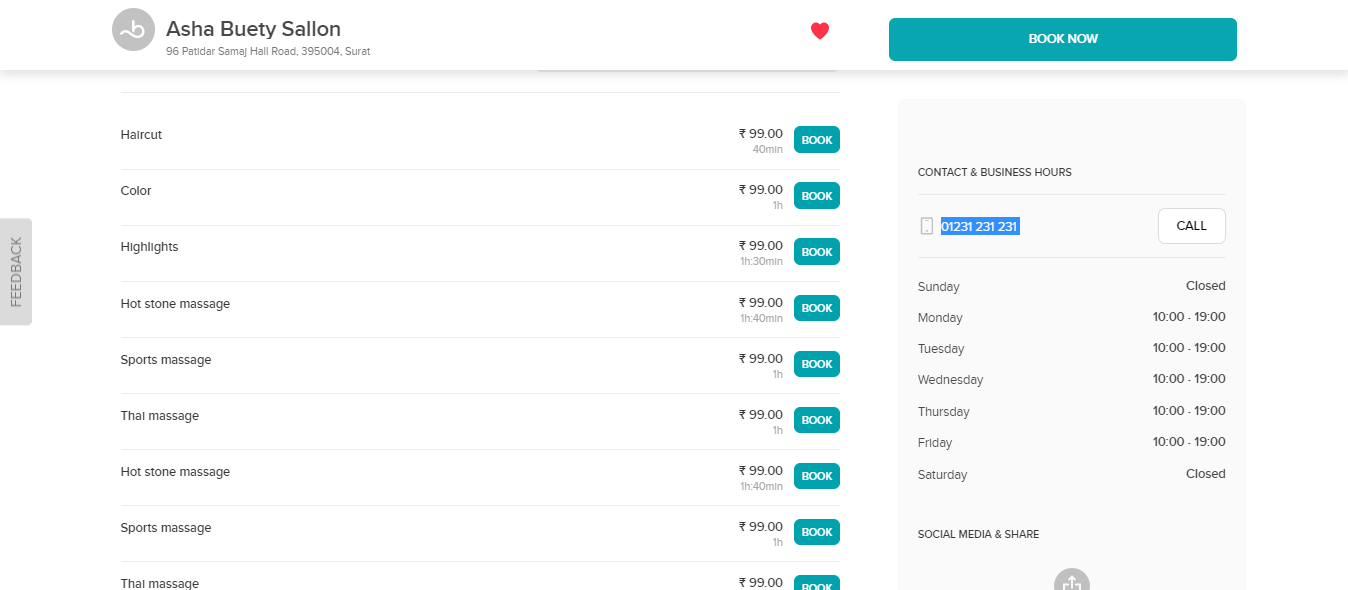 Asha Buety Sallon
96 Patidar Samaj Hall Road, 395004, Surat
BOOK NOW
FEEDBACK
Haircut ₹ 99.00 BOOK
40min
Color ₹ 99.00 BOOK
1h
Highlights ₹ 99.00 BOOK
1h:30min
Hot stone massage ₹ 99.00 BOOK
1h:40min
Sports massage ₹ 99.00 BOOK
1h
Thai massage ₹ 99.00 BOOK
1h
Hot stone massage ₹ 99.00 BOOK
1h:40min
Sports massage ₹ 99.00 BOOK
1h
Thai massage ₹ 99.00 BOOK
CONTACT & BUSINESS HOURS
01231 231 231 CALL
Sunday Closed
Monday 10:00 - 19:00
Tuesday 10:00 - 19:00
Wednesday 10:00 - 19:00
Thursday 10:00 - 19:00
Friday 10:00 - 19:00
Saturday Closed
SOCIAL MEDIA & SHARE